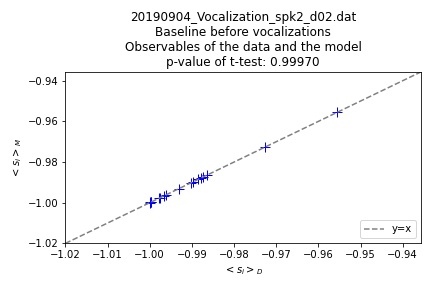 20190904_Vocalization_spk2_d02.dat
Baseline before vocalizations
Observables of the data and the model
p-value of t-test: 0.99970
−0.94
−0.96
−0.98
−1.00
−1.02
< s_i >_M
y=x
−1.02 −1.01 −1.00 −0.99 −0.98 −0.97 −0.96 −0.95 −0.94
< s_i >_D